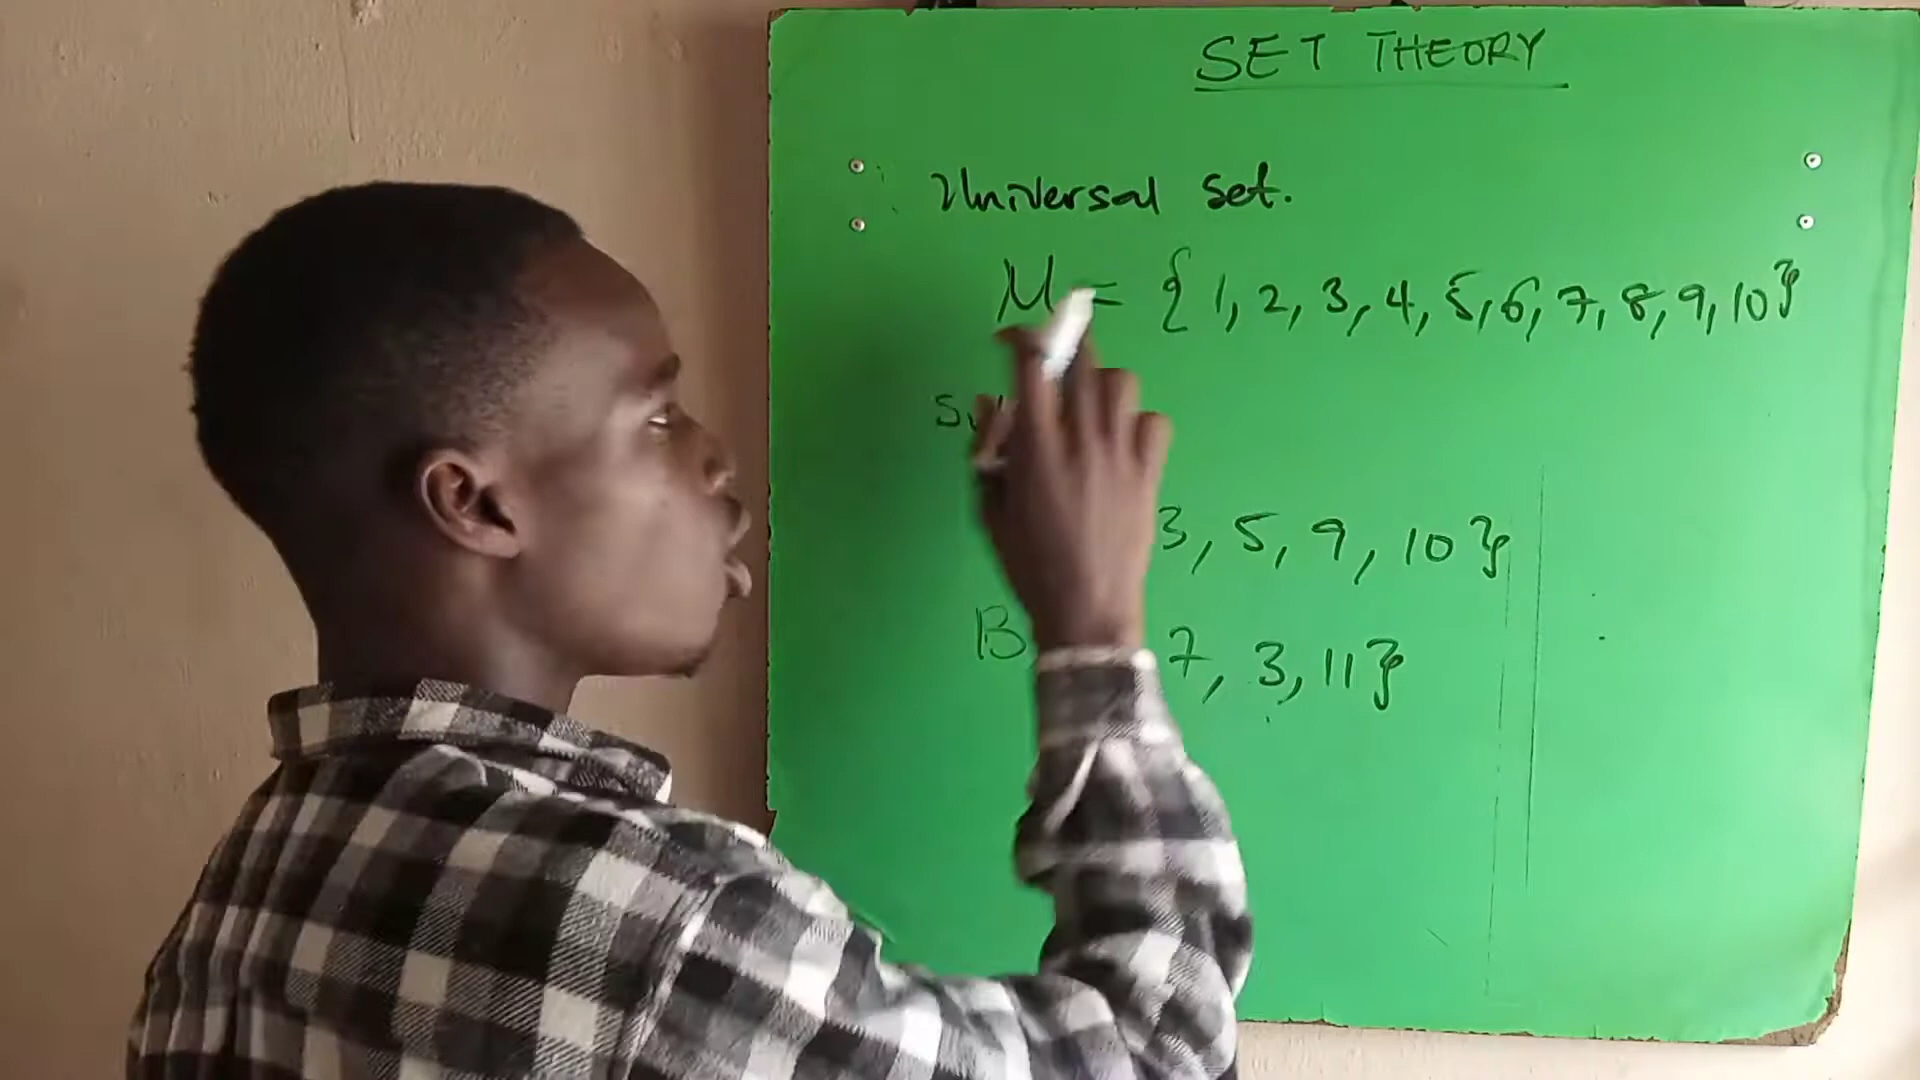 SET THEORY
Universal set.
M = { 1, 2, 3, 4, 5, 6, 7, 8, 9, 10}
3, 5, 9, 10}
B 7, 3, 11}